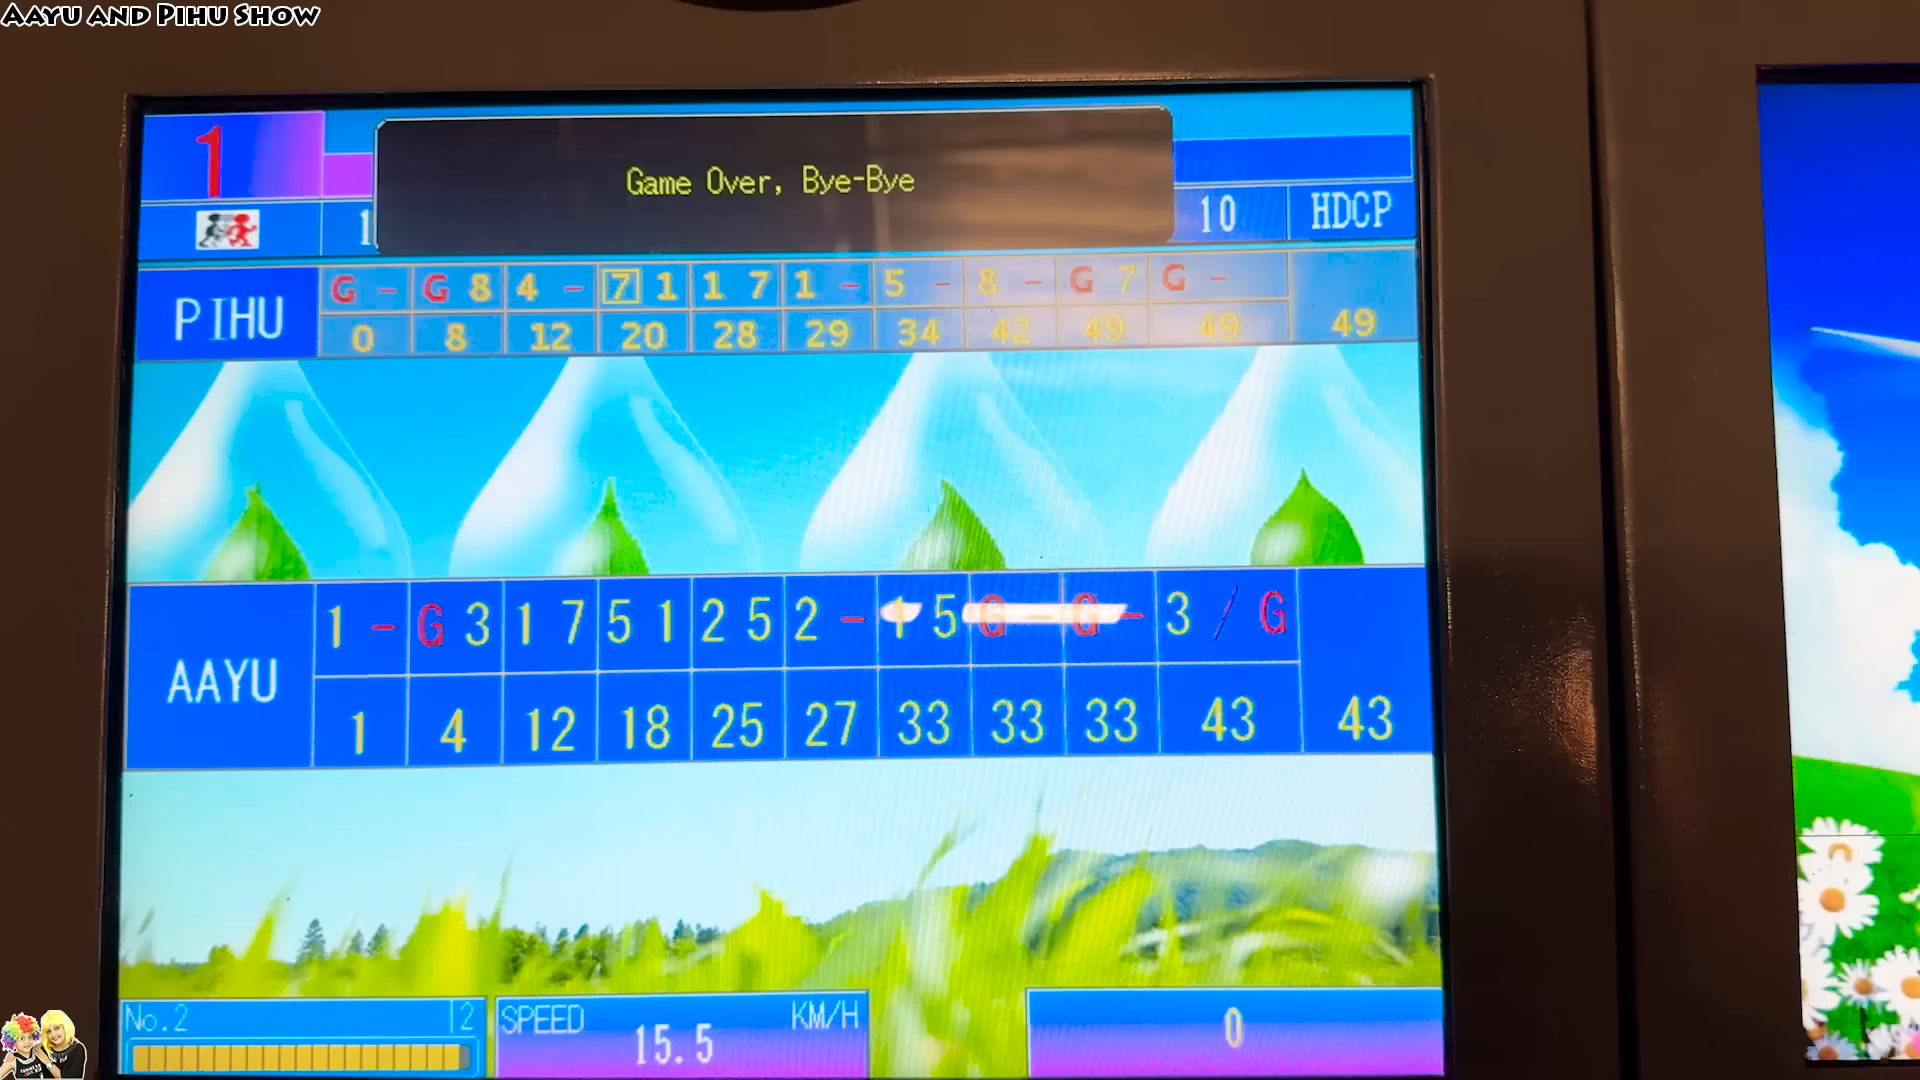 AAYU AND PIHU SHOW
1
Game Over, Bye-Bye
1 10 HDCP
PIHU
G - G 8 4 - 7 1 1 7 1 - 5 - 8 - G 7 G -
0 8 12 20 28 29 34 42 49 49 49
AAYU
1 - G 3 1 7 5 1 2 5 2 - 1 5 G - G - 3 / G
1 4 12 18 25 27 33 33 33 43 43
No.2 2
SPEED KM/H
15.5
0